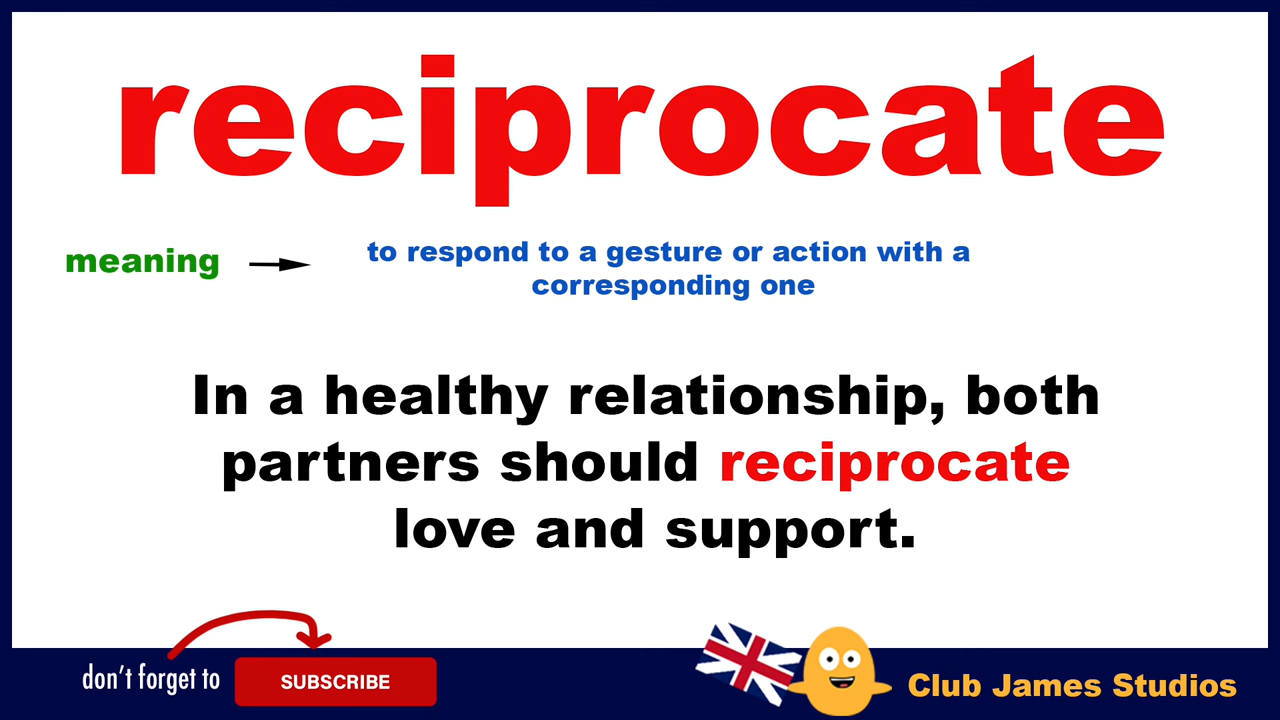 reciprocate
meaning
to respond to a gesture or action with a
corresponding one
In a healthy relationship, both
partners should reciprocate
love and support.
don't forget to
SUBSCRIBE
Club James Studios